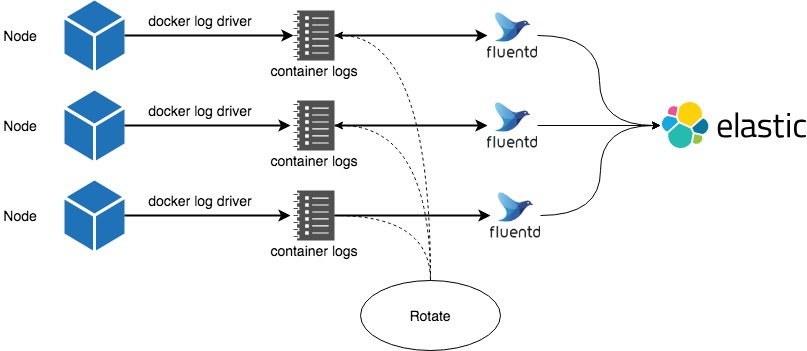 Node
docker log driver
container logs
fluentd
Node
docker log driver
container logs
fluentd
elastic
Node
docker log driver
container logs
fluentd
Rotate